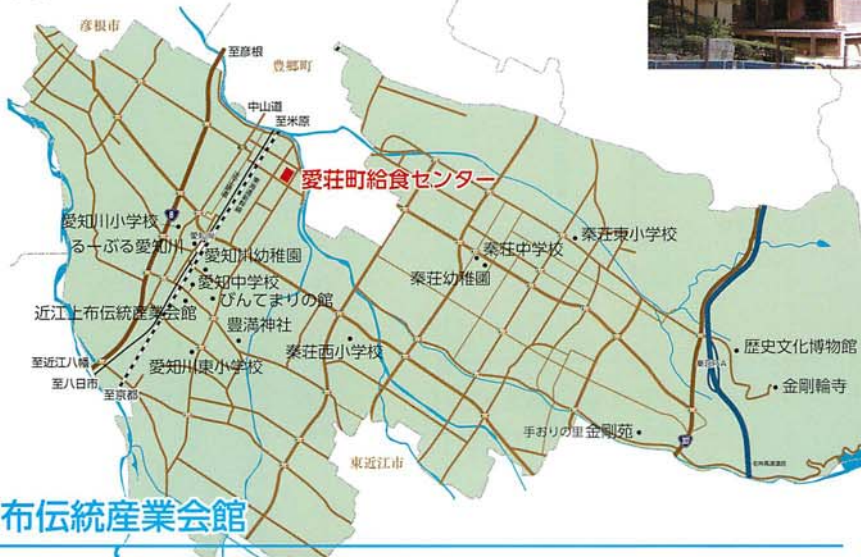 彦根市
至彦根
豊郷町
中山道
至米原
愛荘町給食センター
8
愛知川小学校
るーぶる愛知川
愛知川幼稚園
愛知中学校
びんてまりの館
近江上布伝統産業会館
豊満神社
秦荘中学校
秦荘東小学校
秦荘幼稚園
秦荘西小学校
愛知川東小学校
至近江八幡
至八日市
至京都
歴史文化博物館
金剛輪寺
手おりの里金剛苑
東近江市
布伝統産業会館